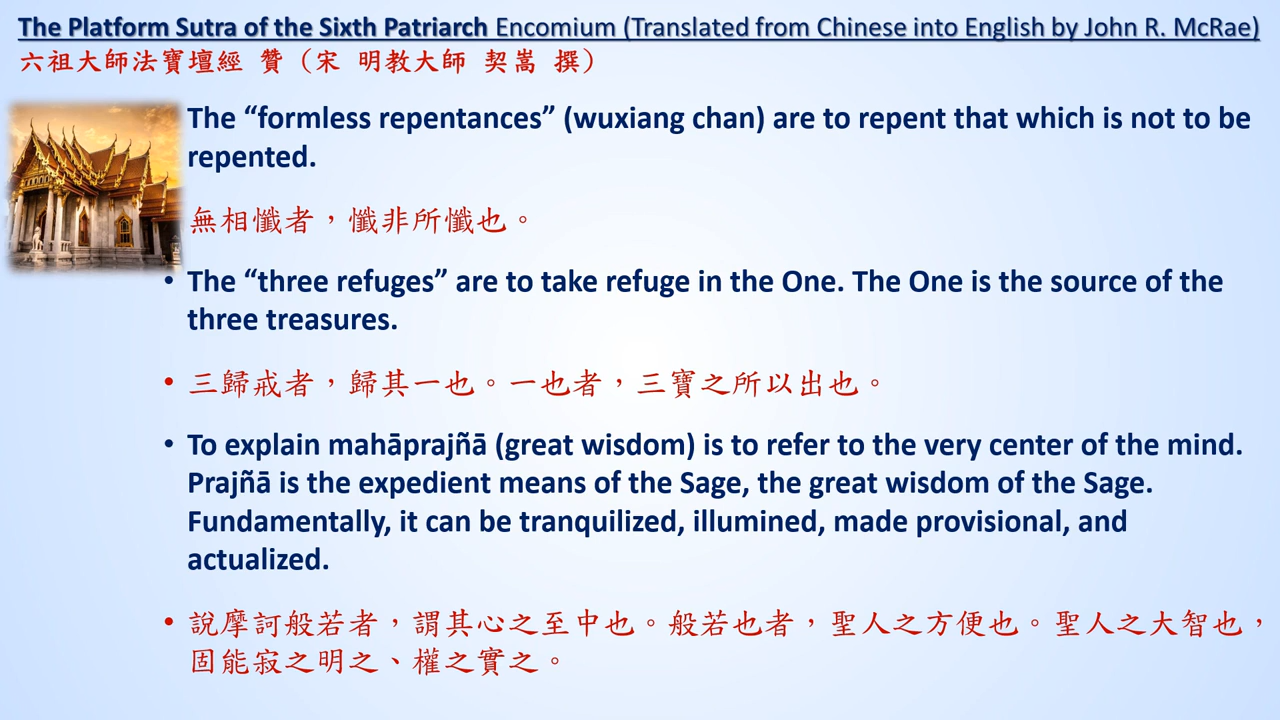 The Platform Sutra of the Sixth Patriarch Encomium (Translated from Chinese into English by John R. McRae)
六祖大師法寶壇經 贊（宋 明教大師 契嵩 撰）
The “formless repentances” (wuxiang chan) are to repent that which is not to be
repented.
無相懺者，懺非所懺也。
• The “three refuges” are to take refuge in the One. The One is the source of the
three treasures.
• 三歸戒者，歸其一也。一也者，三寶之所以出也。
• To explain mahāprajñā (great wisdom) is to refer to the very center of the mind.
Prajñā is the expedient means of the Sage, the great wisdom of the Sage.
Fundamentally, it can be tranquilized, illumined, made provisional, and
actualized.
• 說摩訶般若者，謂其心之至中也。般若也者，聖人之方便也。聖人之大智也，
固能寂之明之、權之實之。